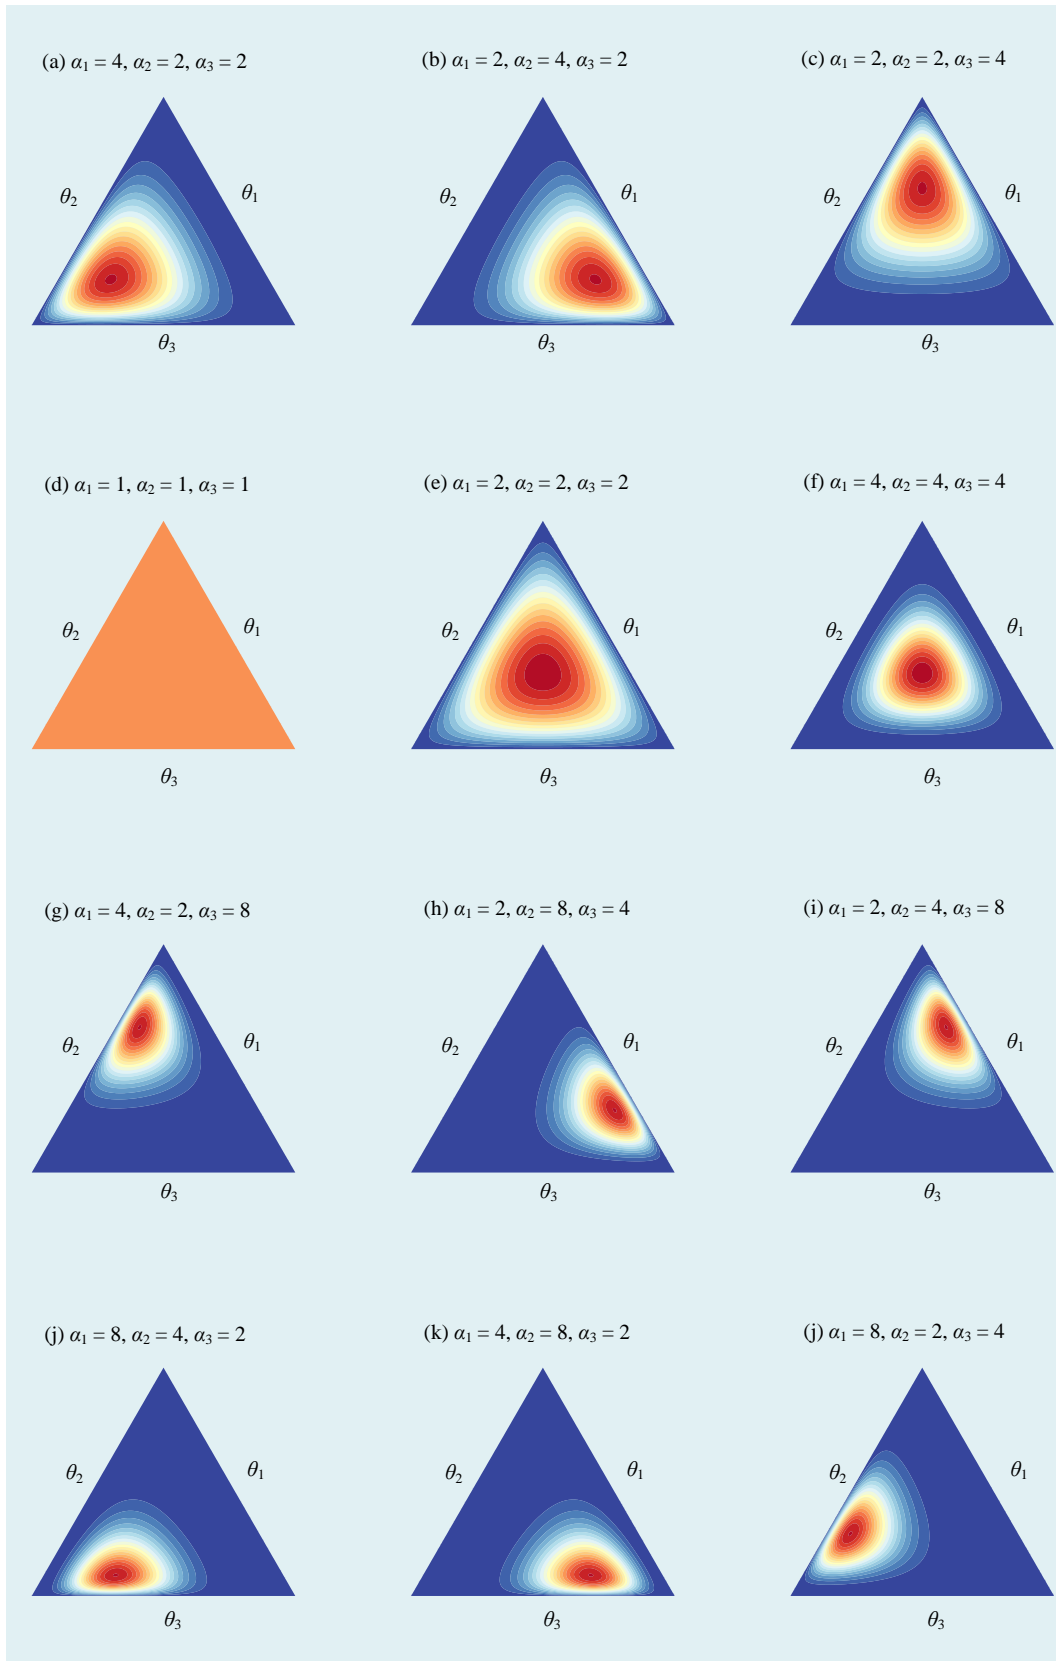 (a) α₁ = 4, α₂ = 2, α₃ = 2
(b) α₁ = 2, α₂ = 4, α₃ = 2
(c) α₁ = 2, α₂ = 2, α₃ = 4
θ₂
θ₁
θ₂
θ₁
θ₂
θ₁
θ₃
θ₃
θ₃
(d) α₁ = 1, α₂ = 1, α₃ = 1
(e) α₁ = 2, α₂ = 2, α₃ = 2
(f) α₁ = 4, α₂ = 4, α₃ = 4
θ₂
θ₁
θ₂
θ₁
θ₂
θ₁
θ₃
θ₃
θ₃
(g) α₁ = 4, α₂ = 2, α₃ = 8
(h) α₁ = 2, α₂ = 8, α₃ = 4
(i) α₁ = 2, α₂ = 4, α₃ = 8
θ₂
θ₁
θ₂
θ₁
θ₂
θ₁
θ₃
θ₃
θ₃
(j) α₁ = 8, α₂ = 4, α₃ = 2
(k) α₁ = 4, α₂ = 8, α₃ = 2
(j) α₁ = 8, α₂ = 2, α₃ = 4
θ₂
θ₁
θ₂
θ₁
θ₂
θ₁
θ₃
θ₃
θ₃